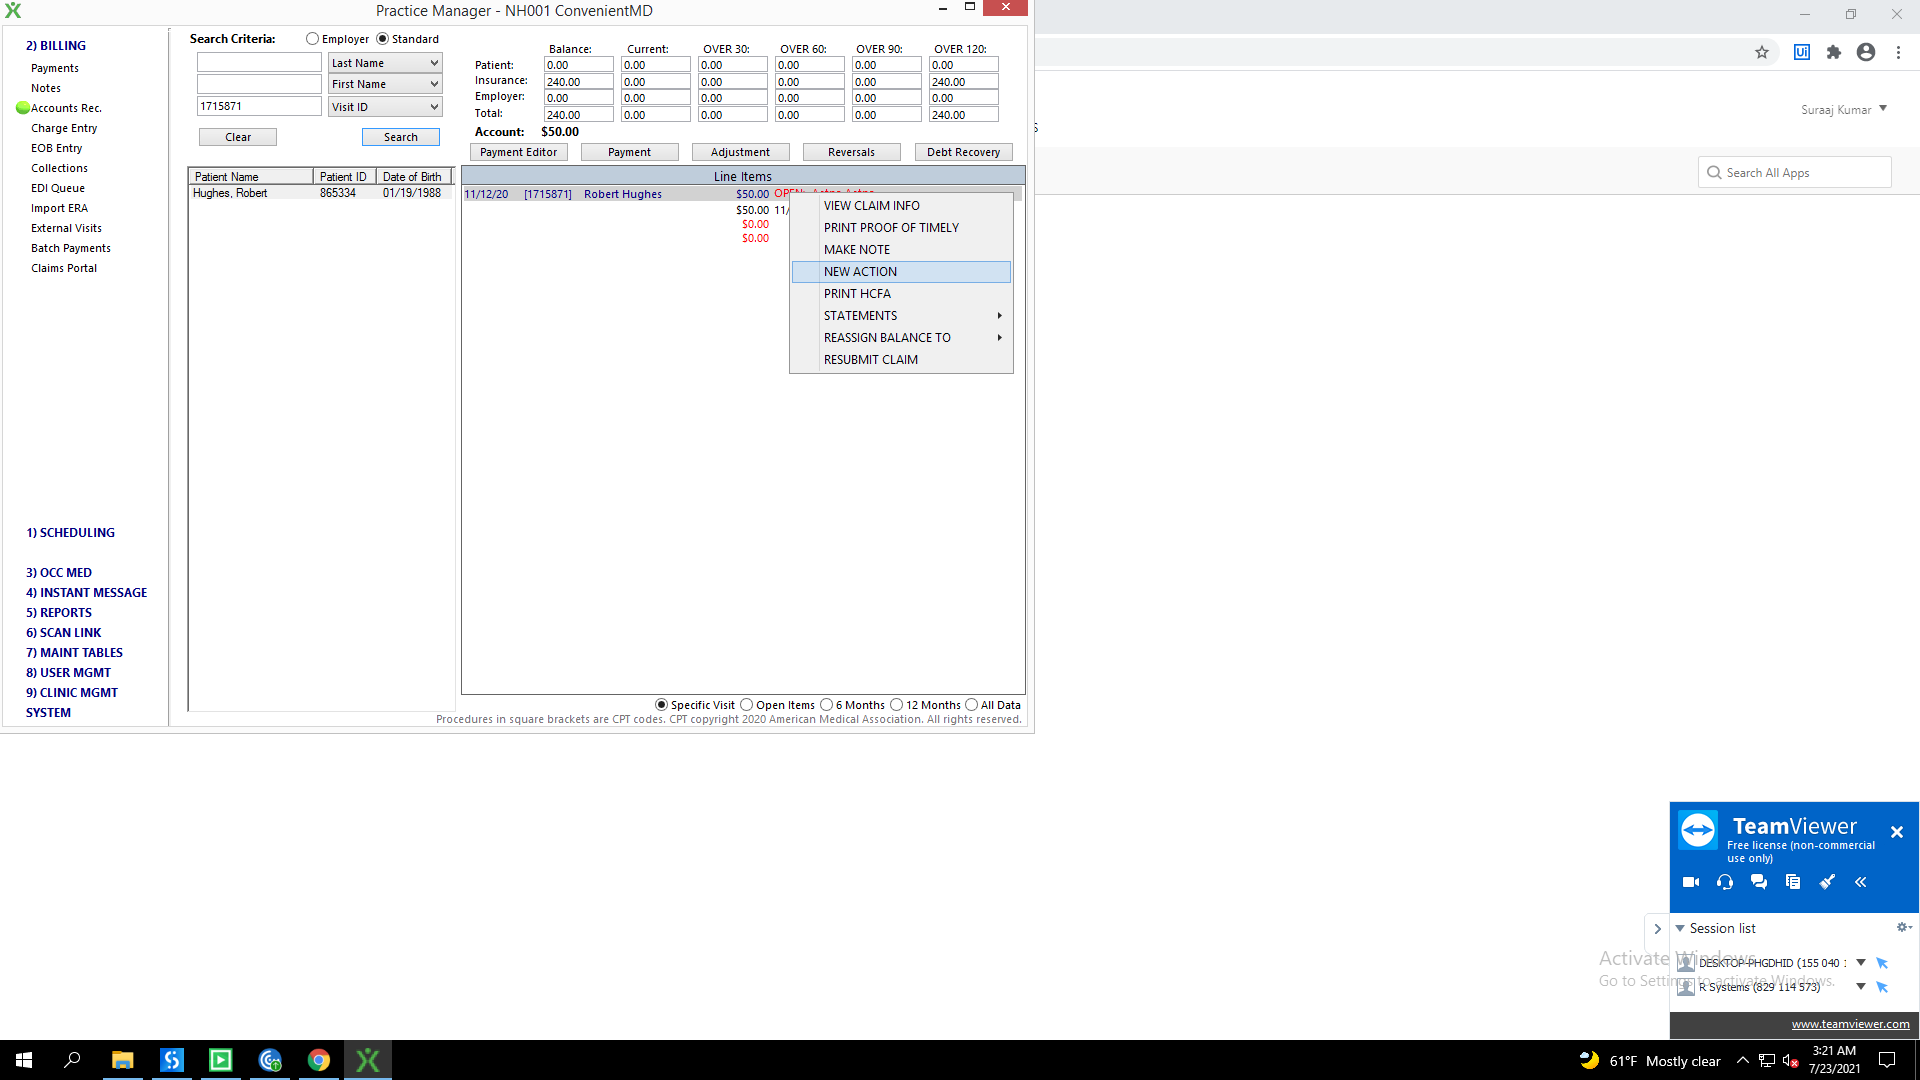 Practice Manager - NH001 ConvenientMD
2) BILLING
Payments
Notes
Accounts Rec.
Charge Entry
EOB Entry
Collections
EDI Queue
Import ERA
External Visits
Batch Payments
Claims Portal
1) SCHEDULING
3) OCC MED
4) INSTANT MESSAGE
5) REPORTS
6) SCAN LINK
7) MAINT TABLES
8) USER MGMT
9) CLINIC MGMT
SYSTEM
Search Criteria: Employer Standard
Last Name
First Name
1715871 Visit ID
Clear Search
Patient Name Patient ID Date of Birth
Hughes, Robert 865334 01/19/1988
Balance: Current: OVER 30: OVER 60: OVER 90: OVER 120:
Patient: 0.00 0.00 0.00 0.00 0.00 0.00
Insurance: 240.00 0.00 0.00 0.00 0.00 240.00
Employer: 0.00 0.00 0.00 0.00 0.00 0.00
Total: 240.00 0.00 0.00 0.00 0.00 240.00
Account: $50.00
Payment Editor Payment Adjustment Reversals Debt Recovery
Line Items
11/12/20 [1715871] Robert Hughes $50.00 OPEN: Aetna Aetna
$50.00 11/
$0.00
$0.00
VIEW CLAIM INFO
PRINT PROOF OF TIMELY
MAKE NOTE
NEW ACTION
PRINT HCFA
STATEMENTS
REASSIGN BALANCE TO
RESUBMIT CLAIM
Specific Visit Open Items 6 Months 12 Months All Data
Procedures in square brackets are CPT codes. CPT copyright 2020 American Medical Association. All rights reserved.
Ui
Suraaj Kumar
s
Search All Apps
TeamViewer
Free license (non-commercial
use only)
Session list
DESKTOP-PHGDHID (155 040
R Systems (829 114 573)
www.teamviewer.com
Activate Windows
Go to Settings to activate Windows.
61°F Mostly clear
3:21 AM
7/23/2021